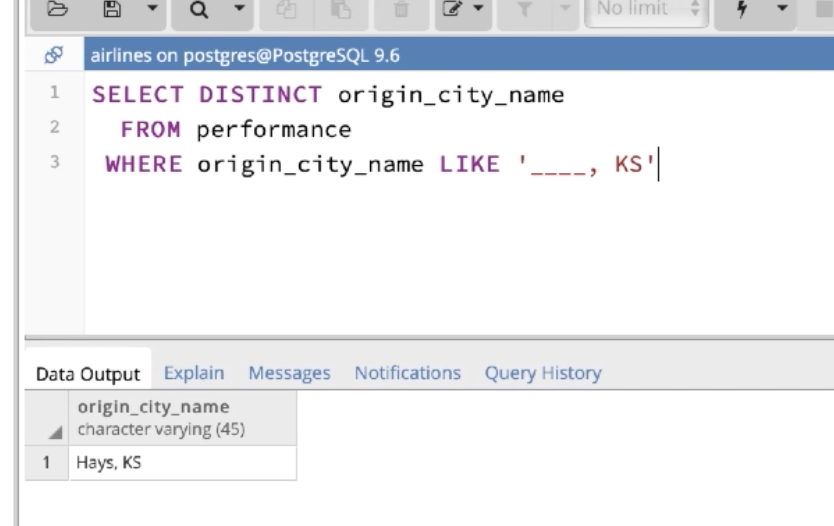 No limit
airlines on postgres@PostgreSQL 9.6
1 SELECT DISTINCT origin_city_name
2 FROM performance
3 WHERE origin_city_name LIKE '____, KS'
Data Output Explain Messages Notifications Query History
origin_city_name
character varying (45)
1 Hays, KS